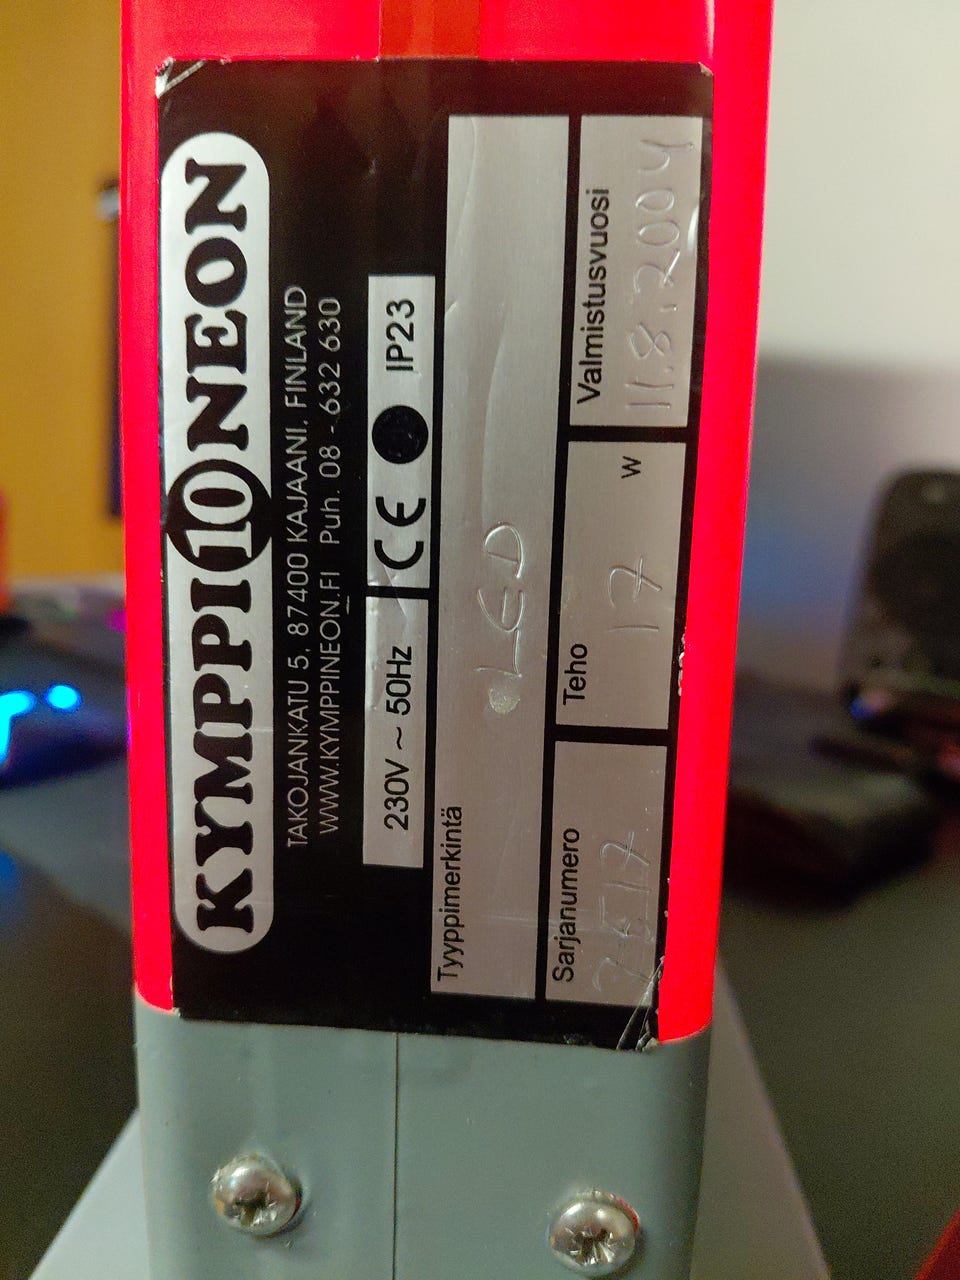 KYMPPI10NEON
TAKOJANKATU 5, 87400 KAJAANI, FINLAND
WWW.KYMPPINEON.FI Puh. 08 - 632 630
230V ~ 50Hz CE IP23
Tyyppimerkintä LED
Sarjanumero
Teho 17 W
Valmistusvuosi 11.8.2004